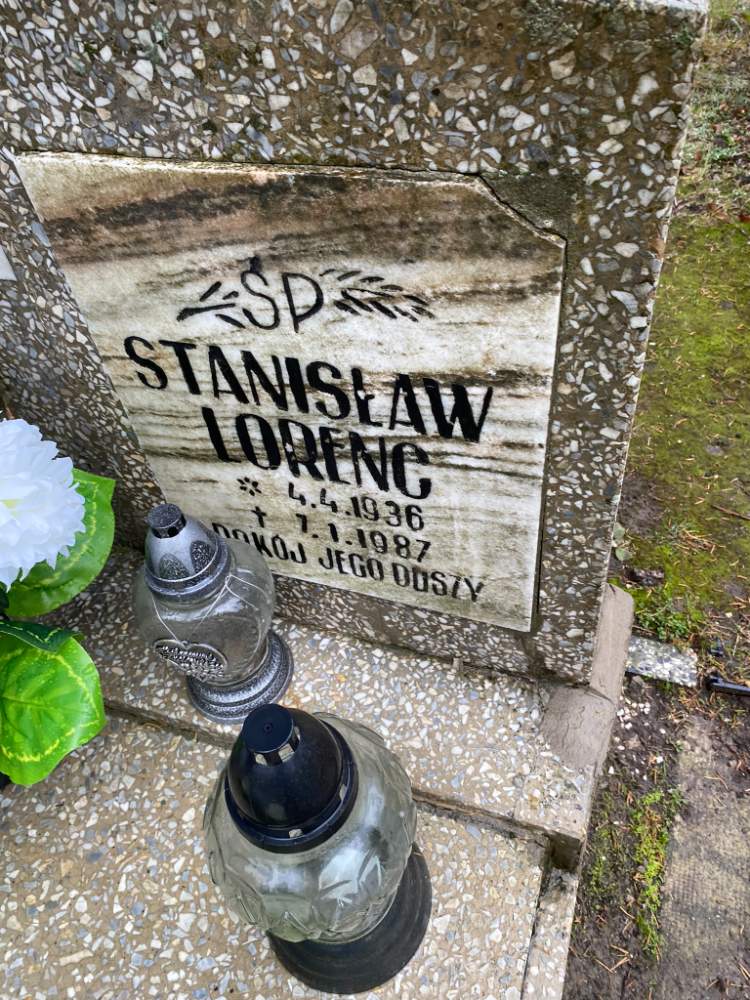 ŚP
STANISŁAW
LORENC
* 4.4.1936
† 7.1.1987
POKÓJ JEGO DUSZY